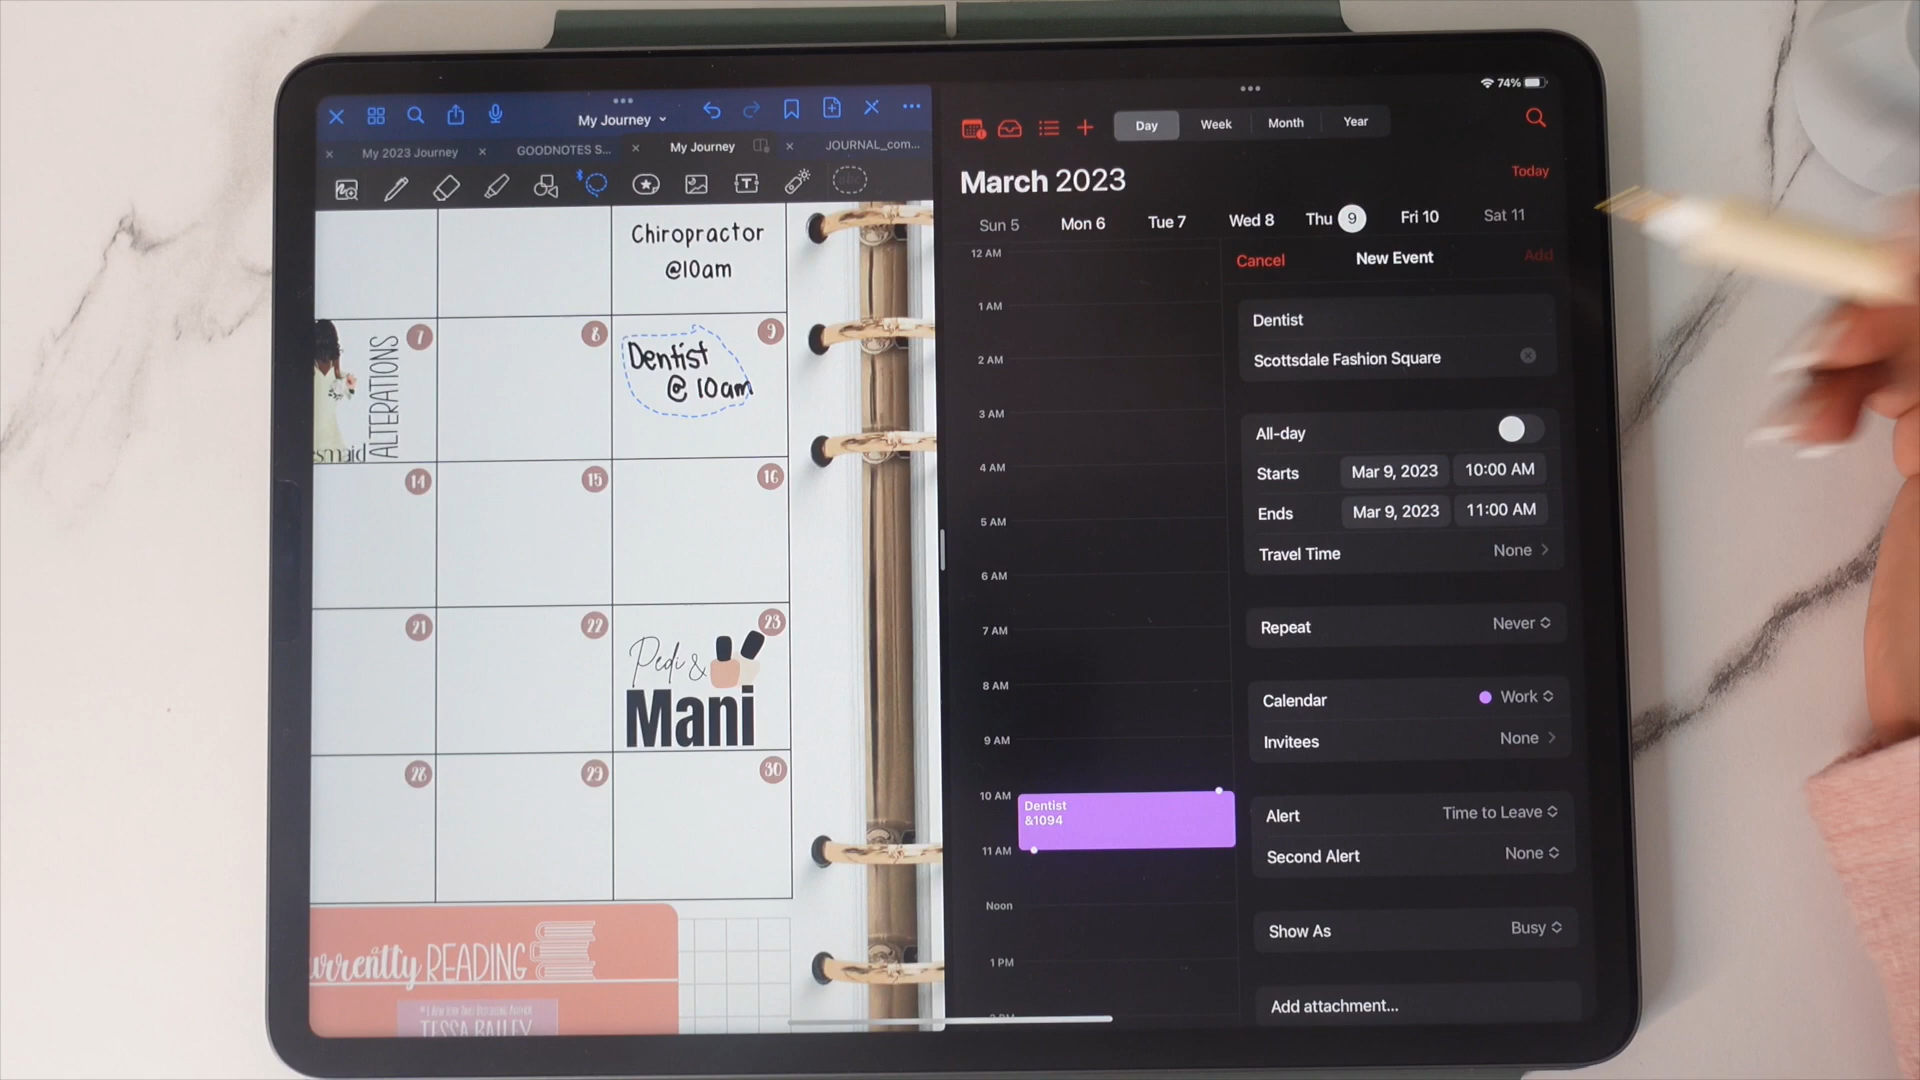 74%
My Journey
My 2023 Journey
GOODNOTES S...
My Journey
JOURNAL_com...
Chiropractor
@10am
7
ALTERATIONS
smaid
8
9
Dentist
@ 10am
14
15
16
21
22
23
Pedi &
Mani
28
29
30
urrently READING
TESSA BAILEY
Day
Week
Month
Year
March 2023
Today
Sun 5
Mon 6
Tue 7
Wed 8
Thu 9
Fri 10
Sat 11
12 AM
1 AM
2 AM
3 AM
4 AM
5 AM
6 AM
7 AM
8 AM
9 AM
10 AM
11 AM
Noon
1 PM
Dentist
&1094
Cancel
New Event
Add
Dentist
Scottsdale Fashion Square
All-day
Starts
Mar 9, 2023
10:00 AM
Ends
Mar 9, 2023
11:00 AM
Travel Time
None
Repeat
Never
Calendar
Work
Invitees
None
Alert
Time to Leave
Second Alert
None
Show As
Busy
Add attachment...